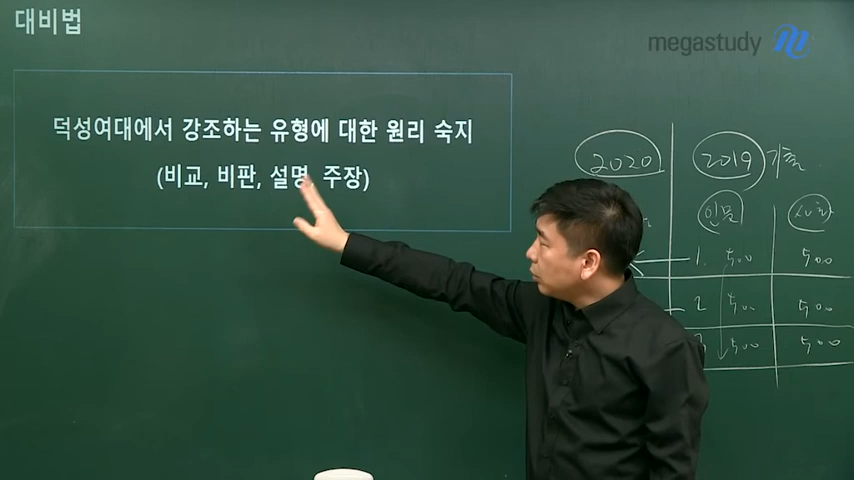 대비법
megastudy
덕성여대에서 강조하는 유형에 대한 원리 숙지
(비교, 비판, 설명, 주장)
2020 2019 기출
인문 사회
1. 500 500
2 500 500
3 500 500